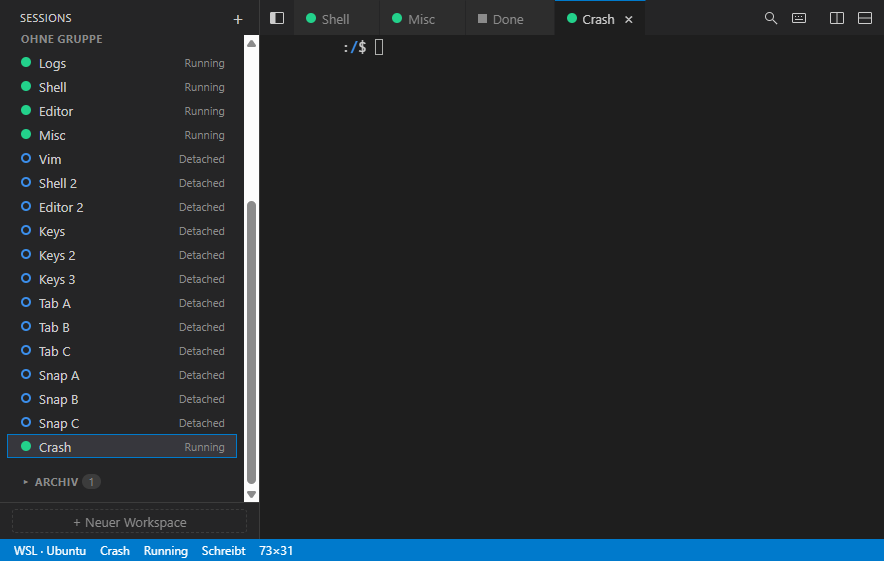 SESSIONS +
OHNE GRUPPE
Logs Running
Shell Running
Editor Running
Misc Running
Vim Detached
Shell 2 Detached
Editor 2 Detached
Keys Detached
Keys 2 Detached
Keys 3 Detached
Tab A Detached
Tab B Detached
Tab C Detached
Snap A Detached
Snap B Detached
Snap C Detached
Crash Running
ARCHIV 1
+ Neuer Workspace
Shell Misc Done Crash ×
:/$
WSL · Ubuntu Crash Running Schreibt 73×31